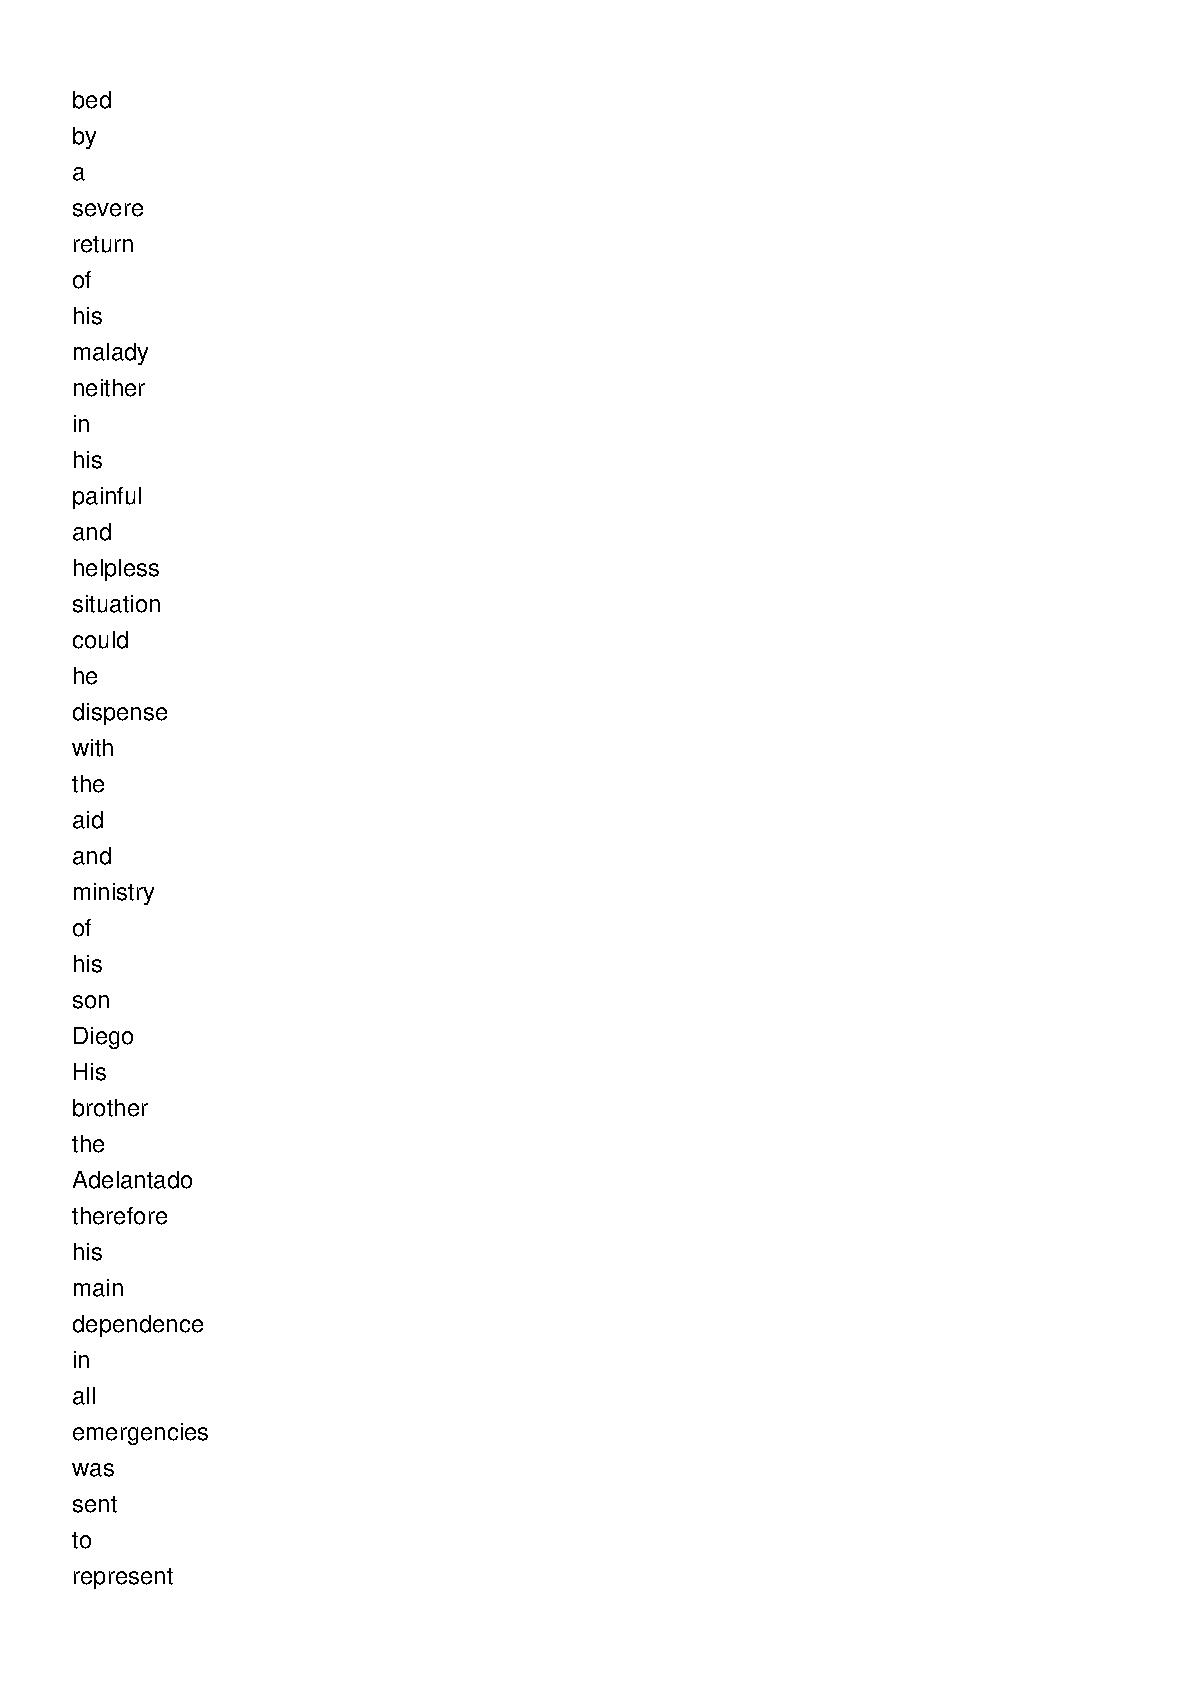 bed
by
a
severe
return
of
his
malady
neither
in
his
painful
and
helpless
situation
could
he
dispense
with
the
aid
and
ministry
of
his
son
Diego
His
brother
the
Adelantado
therefore
his
main
dependence
in
all
emergencies
was
sent
to
represent